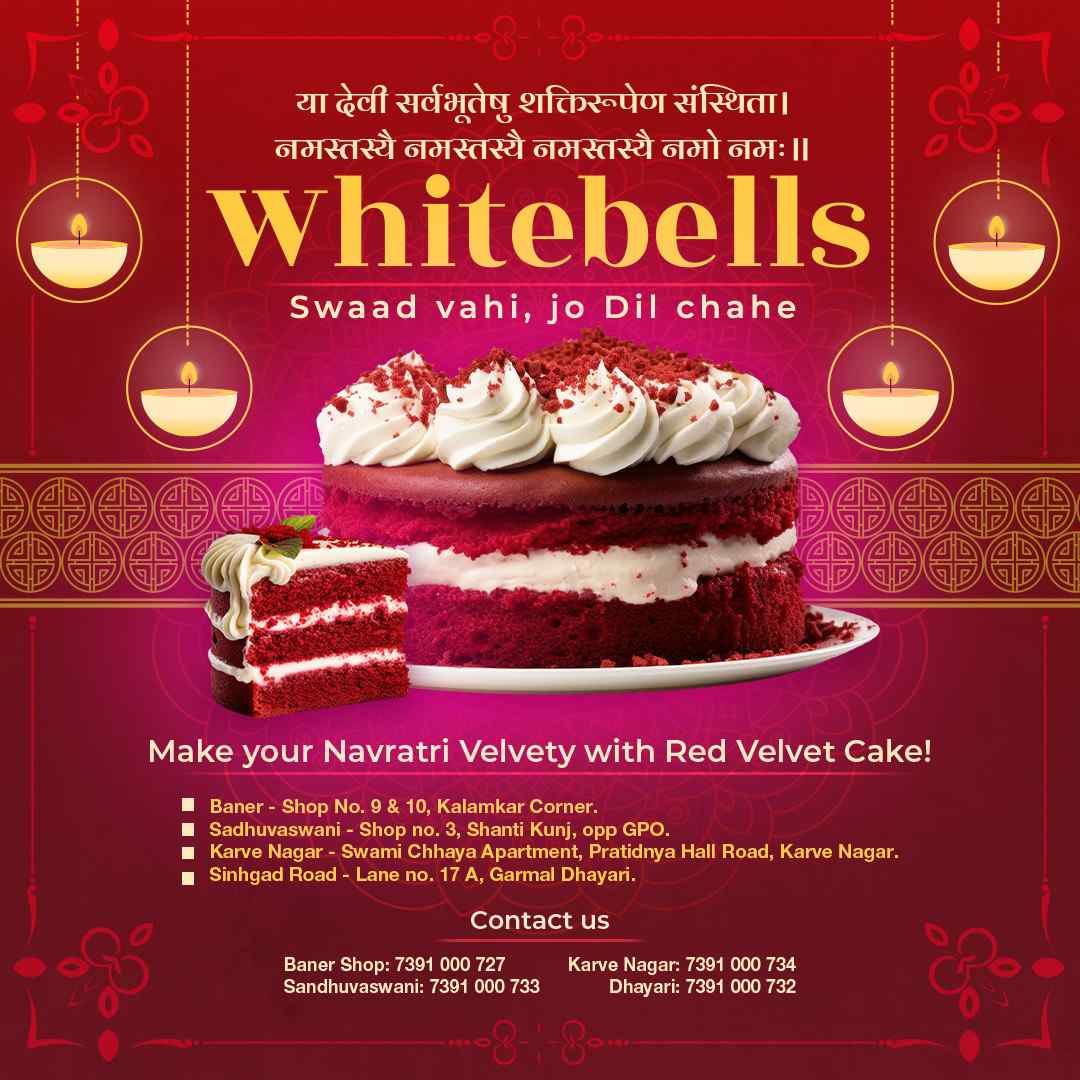 या देवी सर्वभूतेषु शक्तिरूपेण संस्थिता।
नमस्तस्यै नमस्तस्यै नमस्तस्यै नमो नमः॥
Whitebells
Swaad vahi, jo Dil chahe
Make your Navratri Velvety with Red Velvet Cake!
Baner - Shop No. 9 & 10, Kalamkar Corner.
Sadhuvaswani - Shop no. 3, Shanti Kunj, opp GPO.
Karve Nagar - Swami Chhaya Apartment, Pratidnya Hall Road, Karve Nagar.
Sinhgad Road - Lane no. 17 A, Garmal Dhayari.
Contact us
Baner Shop: 7391 000 727 Karve Nagar: 7391 000 734
Sandhuvaswani: 7391 000 733 Dhayari: 7391 000 732